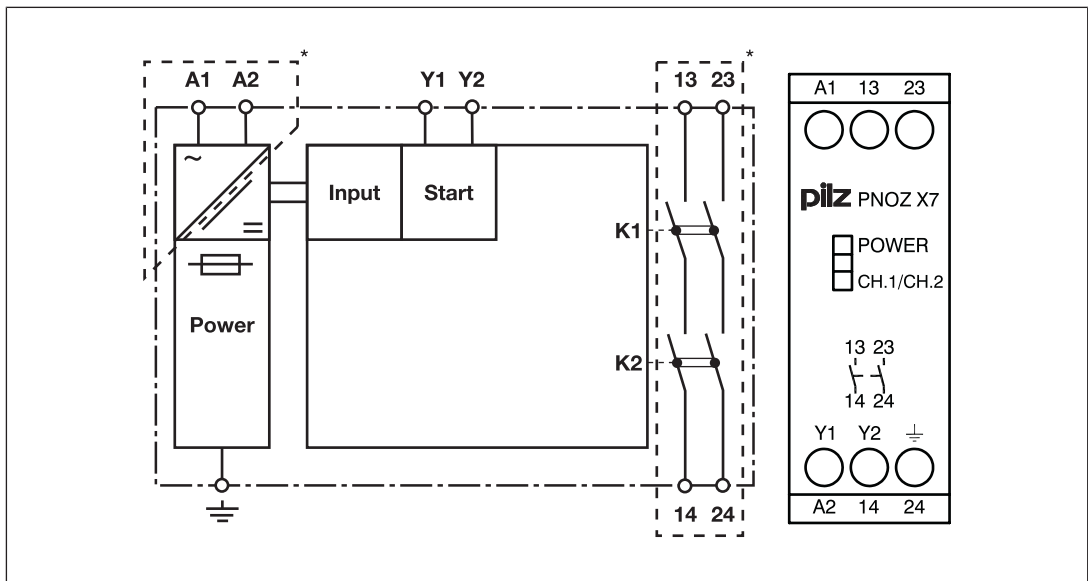 *
*
A1 A2
Y1 Y2
13 23
~
=
Input
Start
K1
Power
K2
14 24
A1 13 23
pilz PNOZ X7
POWER
CH.1/CH.2
13 23
14 24
Y1 Y2
A2 14 24